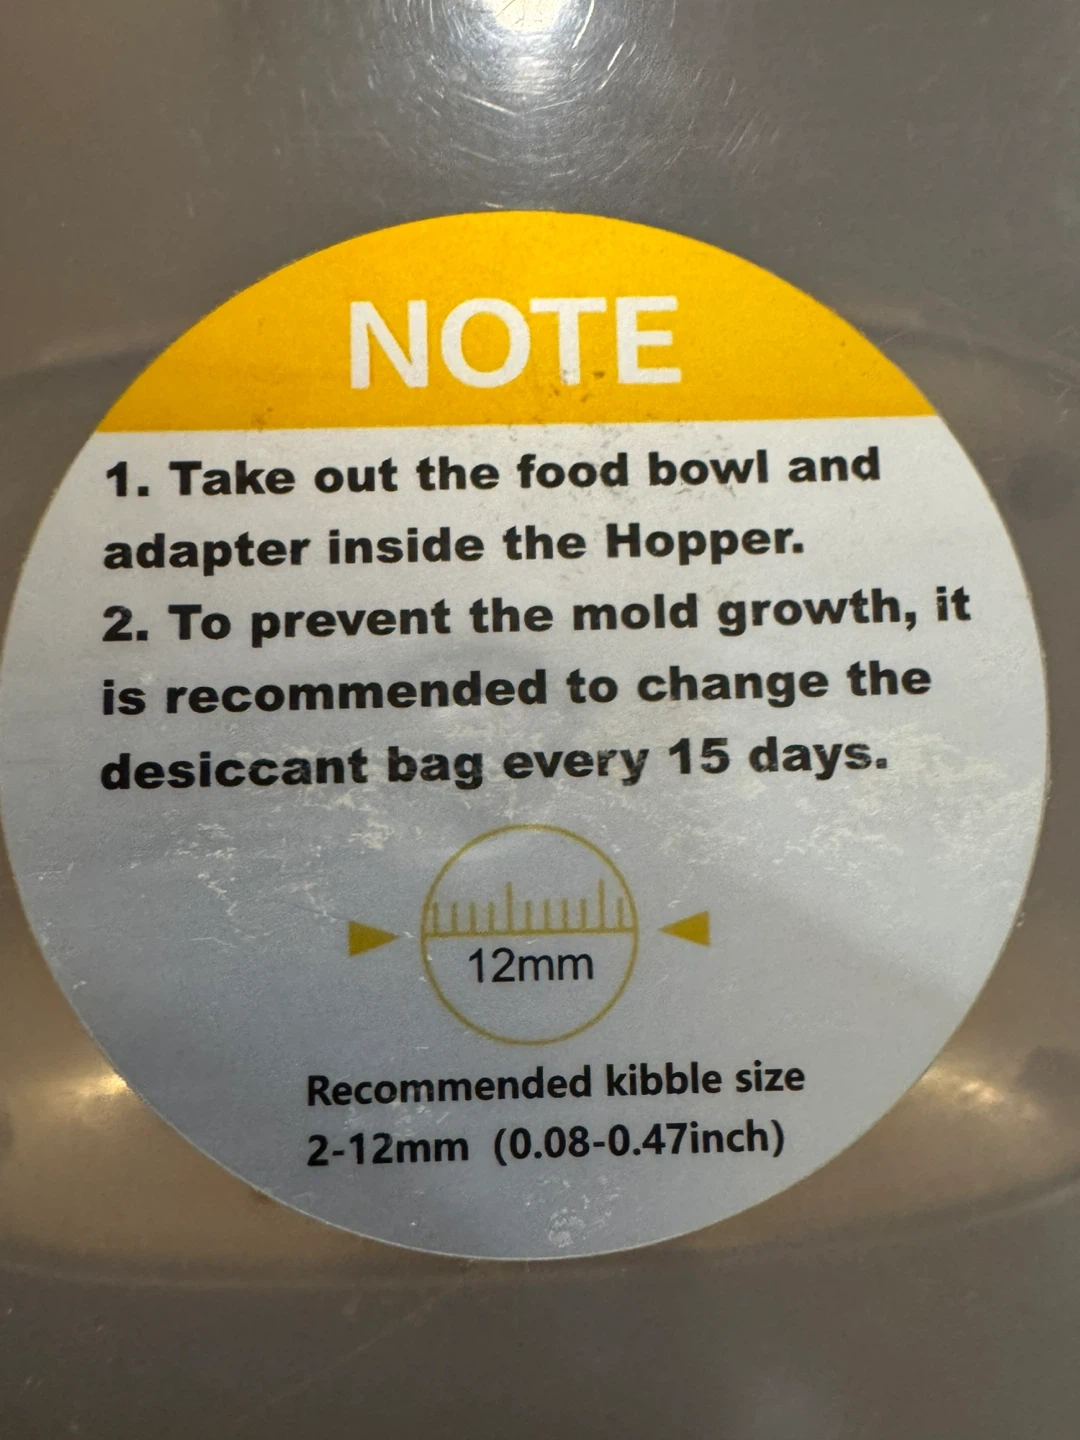 NOTE
1. Take out the food bowl and
adapter inside the Hopper.
2. To prevent the mold growth, it
is recommended to change the
desiccant bag every 15 days.
12mm
Recommended kibble size
2-12mm (0.08-0.47inch)